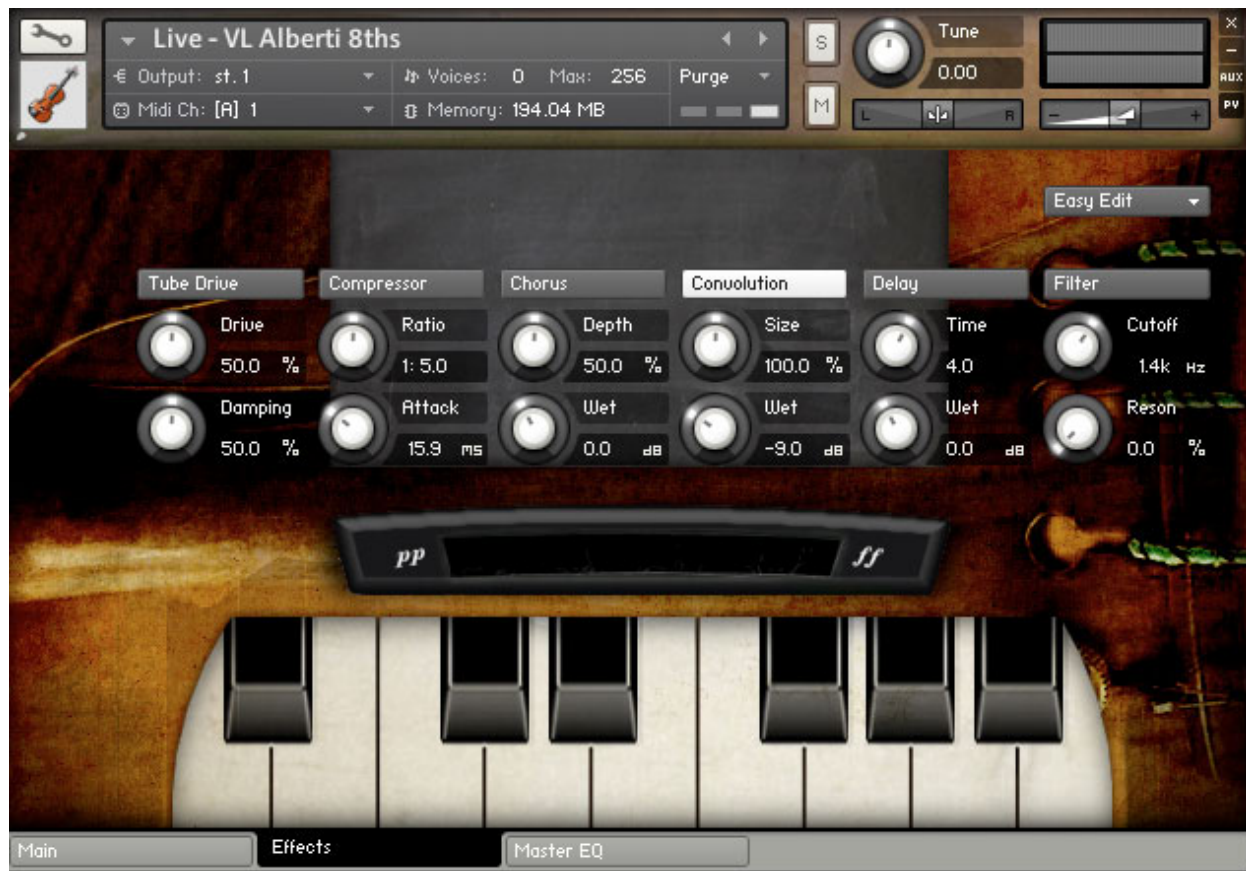 Live - VL Alberti 8ths
S
Tune
0.00
Output: st. 1
Voices: 0 Max: 256
Purge
Midi Ch: [A] 1
Memory: 194.04 MB
M
L R
- +
×
-
AUX
PV
Easy Edit
Tube Drive Compressor Chorus Convolution Delay Filter
Drive Ratio Depth Size Time Cutoff
50.0 % 1: 5.0 50.0 % 100.0 % 4.0 1.4k Hz
Damping Attack Wet Wet Wet Reson
50.0 % 15.9 ms 0.0 dB -9.0 dB 0.0 dB 0.0 %
pp ff
Main Effects Master EQ